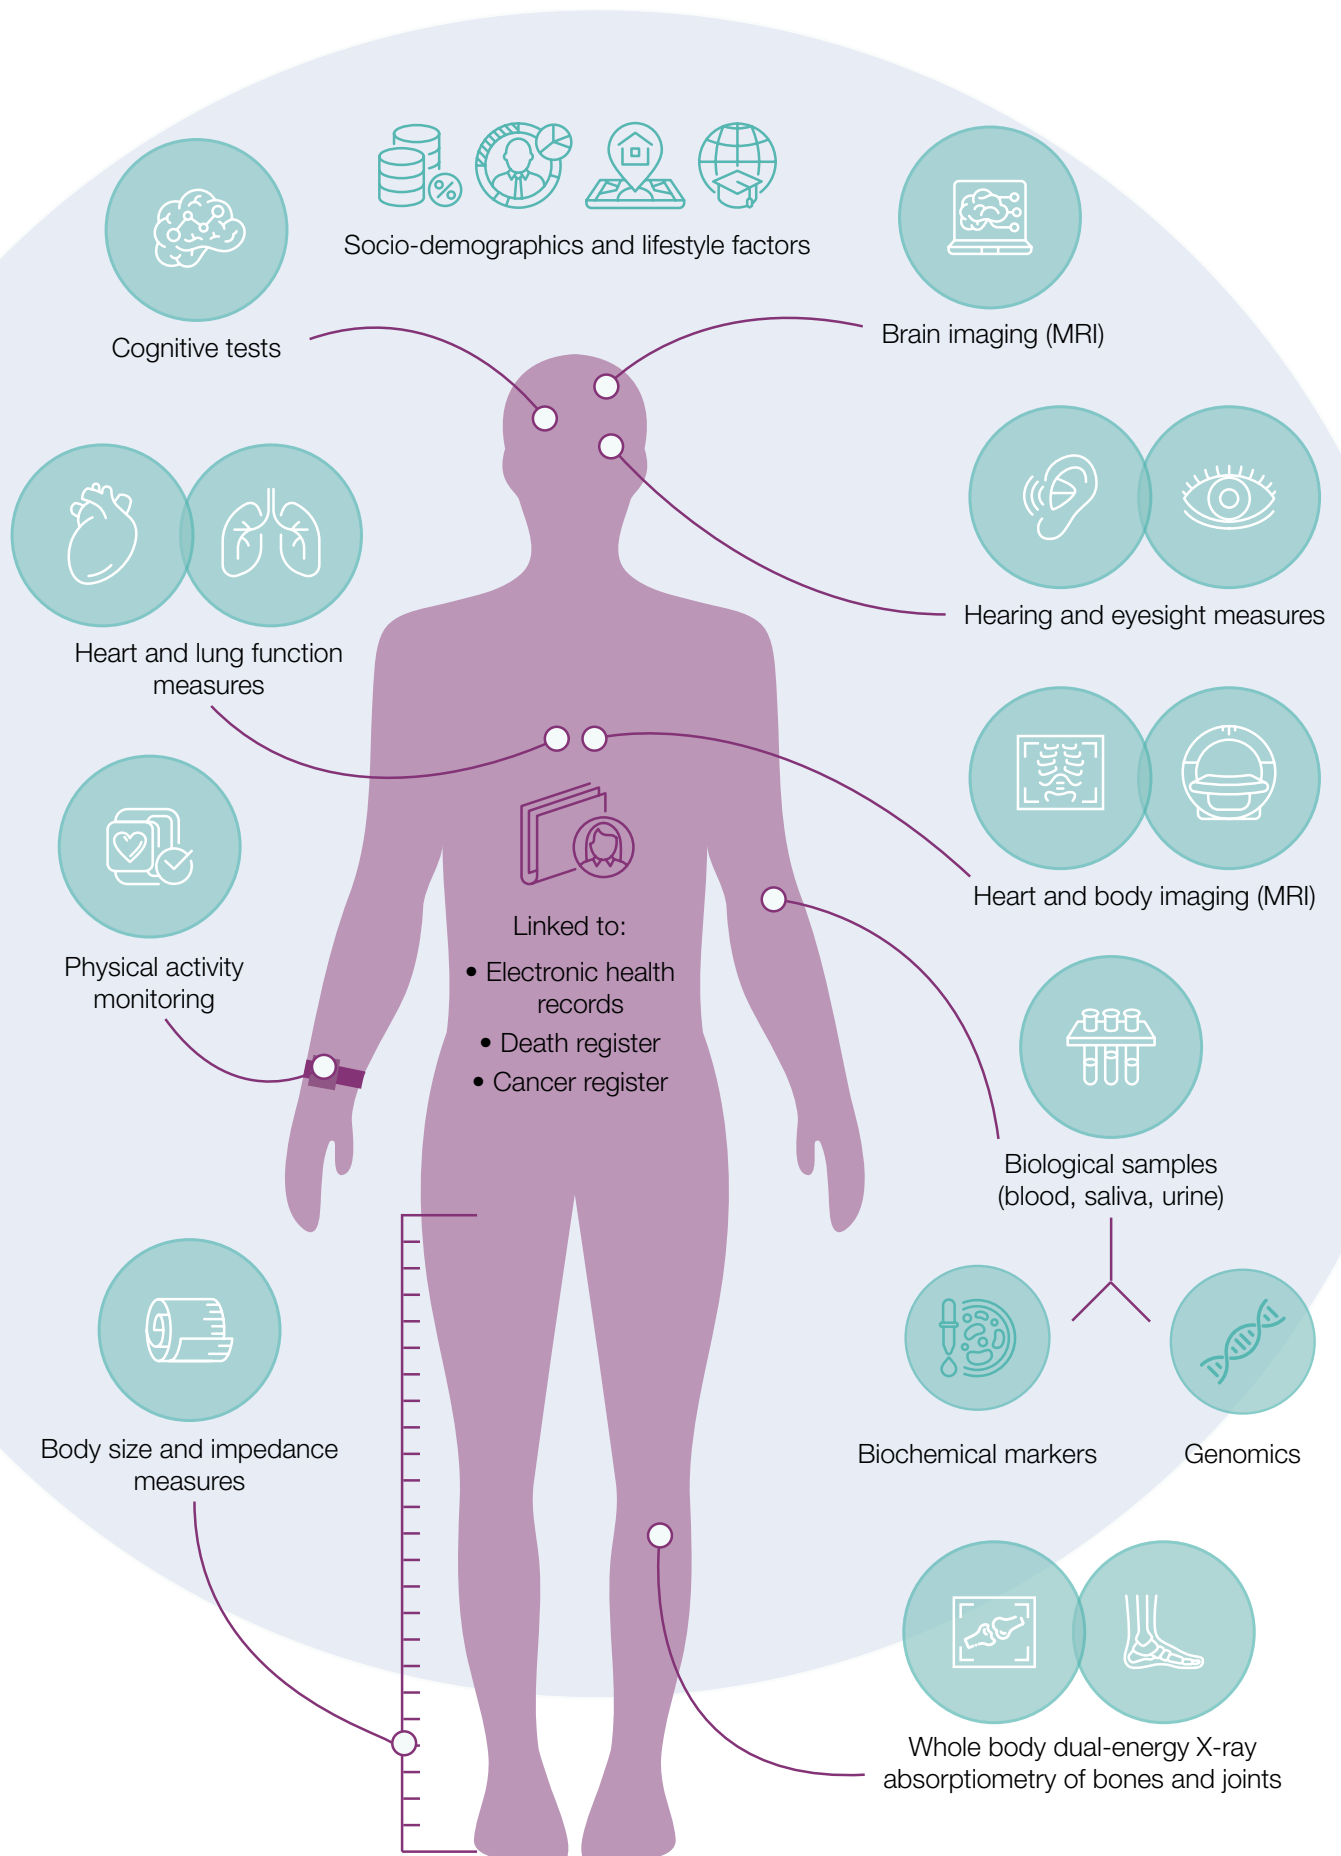 Socio-demographics and lifestyle factors
Cognitive tests
Brain imaging (MRI)
Heart and lung function
measures
Hearing and eyesight measures
Heart and body imaging (MRI)
Physical activity
monitoring
Linked to:
• Electronic health
records
• Death register
• Cancer register
Biological samples
(blood, saliva, urine)
Body size and impedance
measures
Biochemical markers
Genomics
Whole body dual-energy X-ray
absorptiometry of bones and joints
%